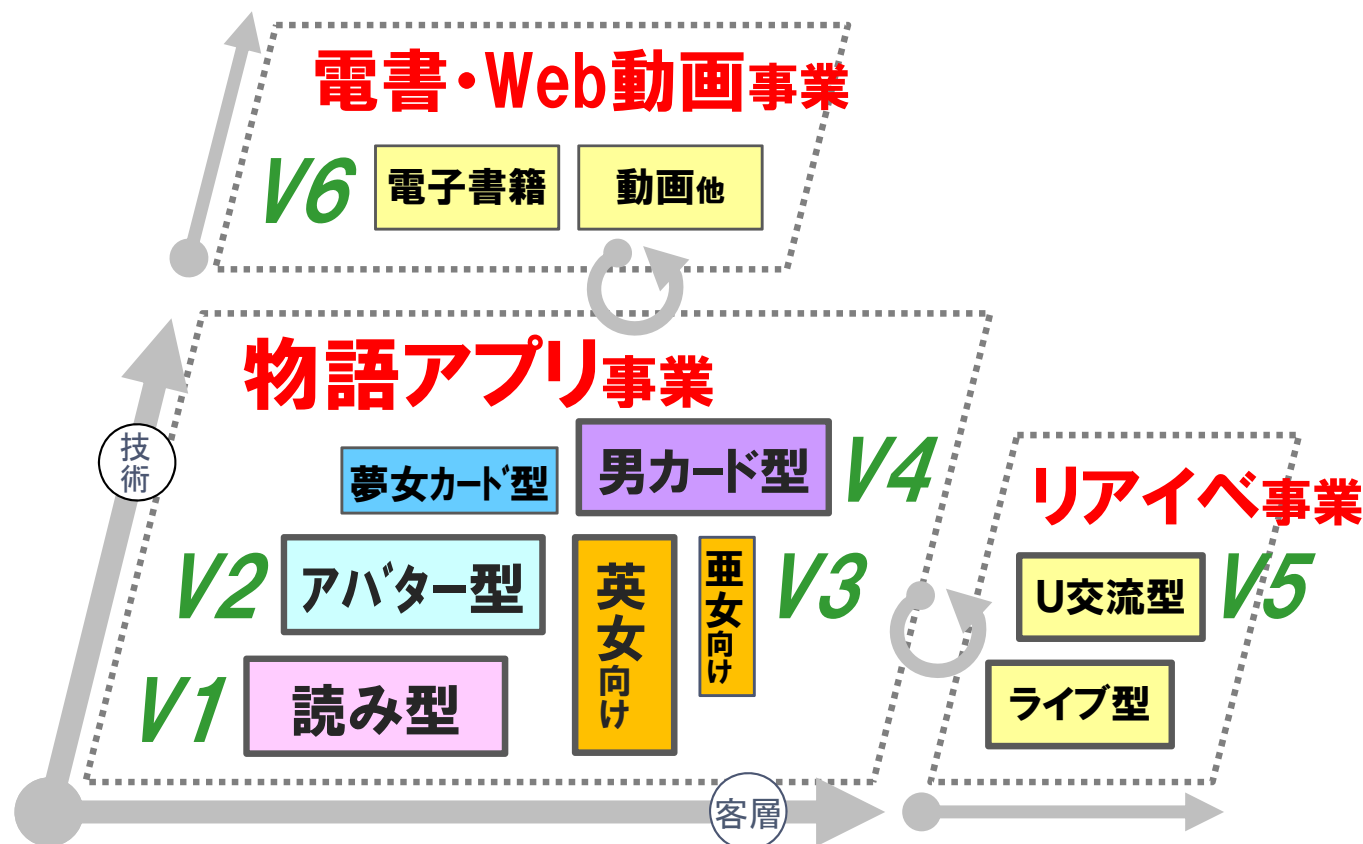 電書・Web動画事業
V6
電子書籍
動画他
物語アプリ事業
技術
夢女カード型
男カード型
V4
リアイベ事業
V2
アバター型
英女向け
亜女向け
V3
U交流型
V5
V1
読み型
ライブ型
客層